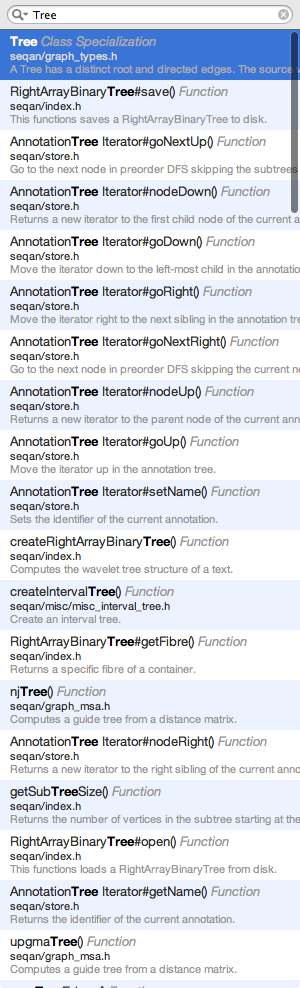 Tree
Tree Class Specialization
seqan/graph_types.h
A Tree has a distinct root and directed edges. The source
RightArrayBinaryTree#save() Function
seqan/index.h
This functions saves a RightArrayBinaryTree to disk.
AnnotationTree Iterator#goNextUp() Function
seqan/store.h
Go to the next node in preorder DFS skipping the subtrees
AnnotationTree Iterator#nodeDown() Function
seqan/store.h
Returns a new iterator to the first child node of the current a
AnnotationTree Iterator#goDown() Function
seqan/store.h
Move the iterator down to the left-most child in the annotatio
AnnotationTree Iterator#goRight() Function
seqan/store.h
Move the iterator right to the next sibling in the annotation tre
AnnotationTree Iterator#goNextRight() Function
seqan/store.h
Go to the next node in preorder DFS skipping the current no
AnnotationTree Iterator#nodeUp() Function
seqan/store.h
Returns a new iterator to the parent node of the current ann
AnnotationTree Iterator#goUp() Function
seqan/store.h
Move the iterator up in the annotation tree.
AnnotationTree Iterator#setName() Function
seqan/store.h
Sets the identifier of the current annotation.
createRightArrayBinaryTree() Function
seqan/index.h
Computes the wavelet tree structure of a text.
createIntervalTree() Function
seqan/misc/misc_interval_tree.h
Create an interval tree.
RightArrayBinaryTree#getFibre() Function
seqan/index.h
Returns a specific fibre of a container.
njTree() Function
seqan/graph_msa.h
Computes a guide tree from a distance matrix.
AnnotationTree Iterator#nodeRight() Function
seqan/store.h
Returns a new iterator to the right sibling of the current anno
getSubTreeSize() Function
seqan/index.h
Returns the number of vertices in the subtree starting at the
RightArrayBinaryTree#open() Function
seqan/index.h
This functions loads a RightArrayBinaryTree from disk.
AnnotationTree Iterator#getName() Function
seqan/store.h
Returns the identifier of the current annotation.
upgmaTree() Function
seqan/graph_msa.h
Computes a guide tree from a distance matrix.